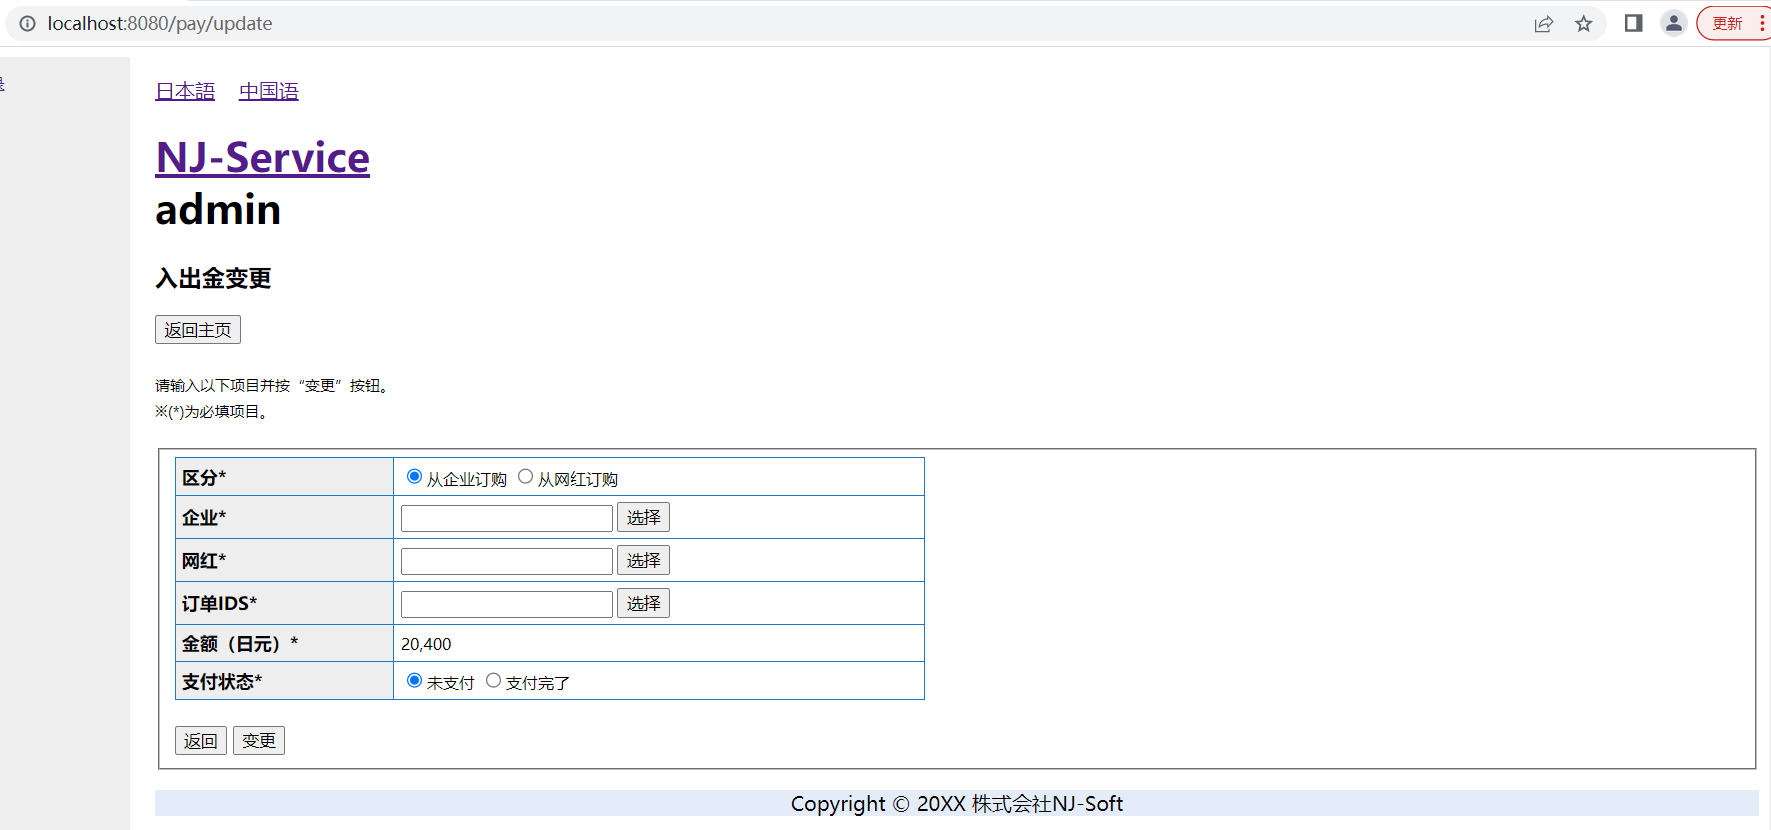 localhost:8080/pay/update
更新
日本語 中国语
NJ-Service
admin
入出金变更
返回主页
请输入以下项目并按“变更”按钮。
※(*)为必填项目。
区分* 从企业订购 从网红订购
企业* 选择
网红* 选择
订单IDS* 选择
金额（日元）* 20,400
支付状态* 未支付 支付完了
返回 变更
Copyright © 20XX 株式会社NJ-Soft